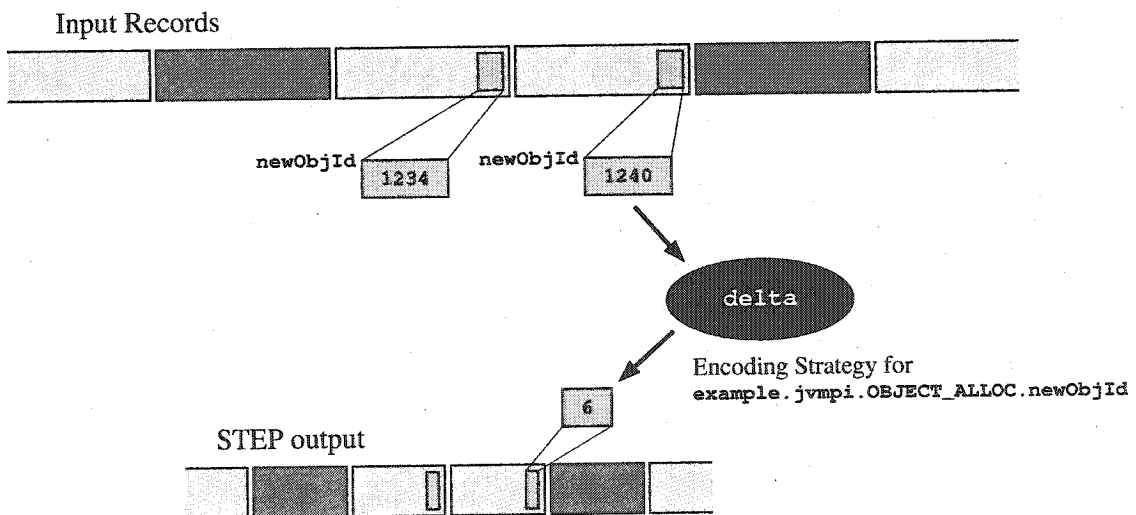 Input Records
newObjId
1234
newObjId
1240
delta
Encoding Strategy for
example.jvmpi.OBJECT_ALLOC.newObjId
6
STEP output